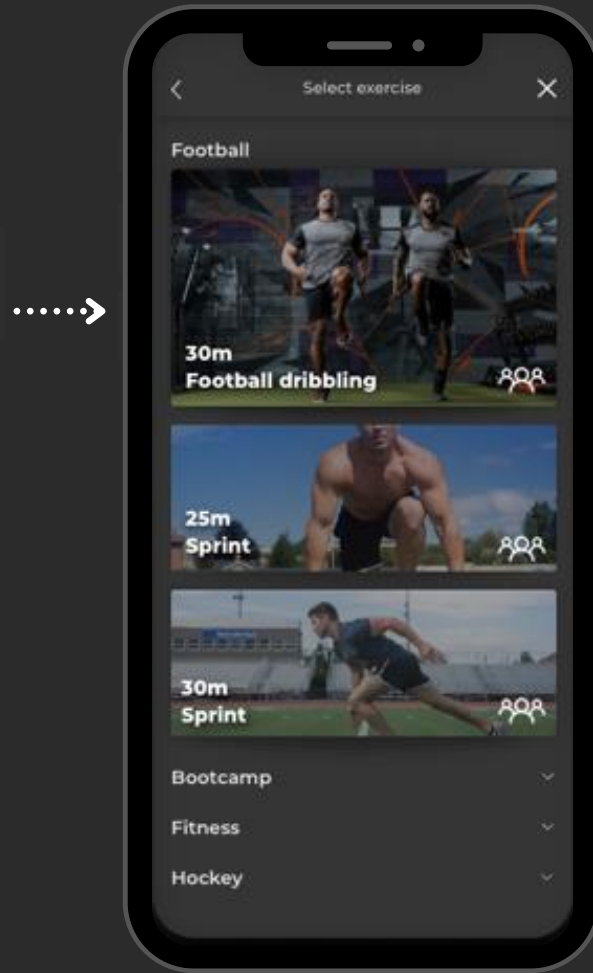 Select exercise
Football
30m
Football dribbling
25m
Sprint
30m
Sprint
Bootcamp
Fitness
Hockey